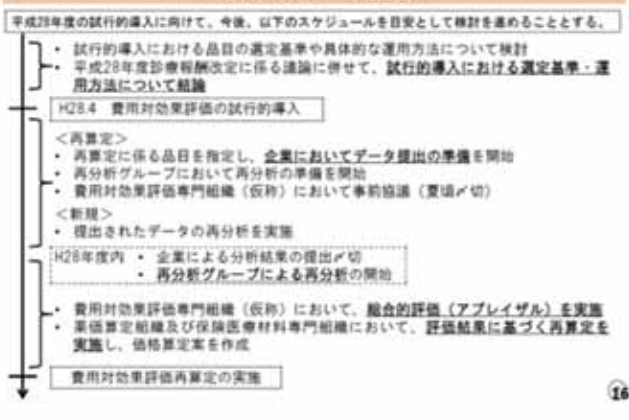 平成28年度の試行的導入に向けて、今後、以下のスケジュールを目安として検討を進めることとする。
・ 試行的導入における品目の選定基準や具体的な運用方法について検討
・ 平成28年度診療報酬改定に係る議論に併せて、試行的導入における選定基準・運
用方法について結論
H28.4 費用対効果評価の試行的導入
＜再算定＞
・ 再算定に係る品目を指定し、企業においてデータ提出の準備を開始
・ 再分析グループにおいて再分析の準備を開始
・ 費用対効果評価専門組織（仮称）において事前協議（夏頃〆切）
＜新規＞
・ 提出されたデータの再分析を実施
H28年度内 ・ 企業による分析結果の提出〆切
・ 再分析グループによる再分析の開始
・ 費用対効果評価専門組織（仮称）において、総合的評価（アプレイザル）を実施
・ 薬価算定組織及び保険医療材料専門組織において、評価結果に基づく再算定を
実施し、価格算定案を作成
費用対効果評価再算定の実施
16